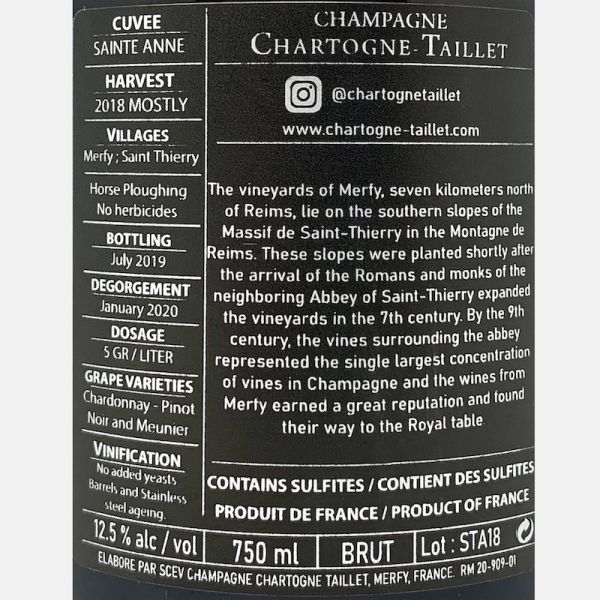 CUVEE
SAINTE ANNE
HARVEST
2018 MOSTLY
VILLAGES
Merfy ; Saint Thierry
Horse Ploughing
No herbicides
BOTTLING
July 2019
DEGORGEMENT
January 2020
DOSAGE
5 GR / LITER
GRAPE VARIETIES
Chardonnay - Pinot
Noir and Meunier
VINIFICATION
No added yeasts
Barrels and Stainless
steel ageing.
CHAMPAGNE
CHARTOGNE-TAILLET
@chartognetaillet
www.chartogne-taillet.com
The vineyards of Merfy, seven kilometers north
of Reims, lie on the southern slopes of the
Massif de Saint-Thierry in the Montagne de
Reims. These slopes were planted shortly after
the arrival of the Romans and monks of the
neighboring Abbey of Saint-Thierry expanded
the vineyards in the 7th century. By the 9th
century, the vines surrounding the abbey
represented the single largest concentration
of vines in Champagne and the wines from
Merfy earned a great reputation and found
their way to the Royal table
CONTAINS SULFITES / CONTIENT DES SULFITES
PRODUIT DE FRANCE / PRODUCT OF FRANCE
12.5 % alc / vol
750 ml
BRUT
Lot : STA18
ELABORE PAR SCEV CHAMPAGNE CHARTOGNE TAILLET, MERFY, FRANCE. RM 20-909-01